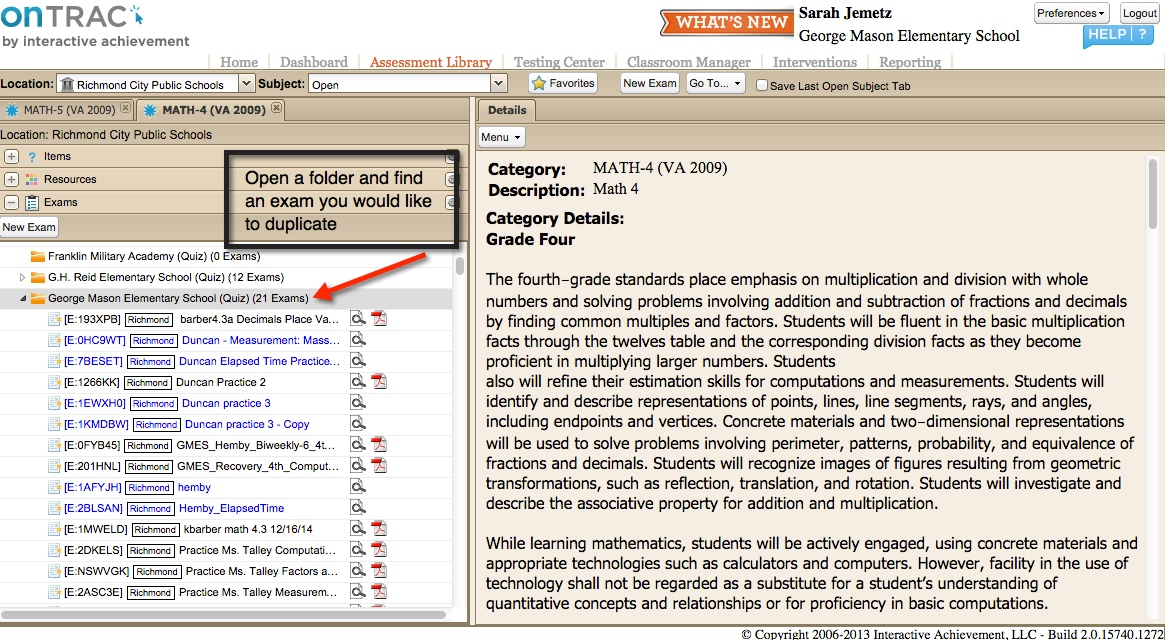 onTRAC
by interactive achievement
WHAT'S NEW
Sarah Jemetz
George Mason Elementary School
Preferences
Logout
HELP ?
Home Dashboard Assessment Library Testing Center Classroom Manager Interventions Reporting
Location: Richmond City Public Schools Subject: Open Favorites New Exam Go To... Save Last Open Subject Tab
MATH-5 (VA 2009) MATH-4 (VA 2009)
Location: Richmond City Public Schools
Items
Resources
Exams
New Exam
Open a folder and find
an exam you would like
to duplicate
Franklin Military Academy (Quiz) (0 Exams)
G.H. Reid Elementary School (Quiz) (12 Exams)
George Mason Elementary School (Quiz) (21 Exams)
[E:193XPB] Richmond barber4.3a Decimals Place Va...
[E:0HC9WT] Richmond Duncan - Measurement: Mass...
[E:7BESET] Richmond Duncan Elapsed Time Practice...
[E:1266KK] Richmond Duncan Practice 2
[E:1EWXH0] Richmond Duncan practice 3
[E:1KMDBW] Richmond Duncan practice 3 - Copy
[E:0FYB45] Richmond GMES_Hemby_Biweekly-6_4t...
[E:201HNL] Richmond GMES_Recovery_4th_Comput...
[E:1AFYJH] Richmond hemby
[E:2BLSAN] Richmond Hemby_ElapsedTime
[E:1MWELD] Richmond kbarber math 4.3 12/16/14
[E:2DKELS] Richmond Practice Ms. Talley Computati...
[E:NSWVGK] Richmond Practice Ms. Talley Factors a...
[E:2ASC3E] Richmond Practice Ms. Talley Measurem...
Details
Menu
Category: MATH-4 (VA 2009)
Description: Math 4
Category Details:
Grade Four
The fourth-grade standards place emphasis on multiplication and division with whole
numbers and solving problems involving addition and subtraction of fractions and decimals
by finding common multiples and factors. Students will be fluent in the basic multiplication
facts through the twelves table and the corresponding division facts as they become
proficient in multiplying larger numbers. Students
also will refine their estimation skills for computations and measurements. Students will
identify and describe representations of points, lines, line segments, rays, and angles,
including endpoints and vertices. Concrete materials and two-dimensional representations
will be used to solve problems involving perimeter, patterns, probability, and equivalence of
fractions and decimals. Students will recognize images of figures resulting from geometric
transformations, such as reflection, translation, and rotation. Students will investigate and
describe the associative property for addition and multiplication.
While learning mathematics, students will be actively engaged, using concrete materials and
appropriate technologies such as calculators and computers. However, facility in the use of
technology shall not be regarded as a substitute for a student's understanding of
quantitative concepts and relationships or for proficiency in basic computations.
© Copyright 2006-2013 Interactive Achievement, LLC - Build 2.0.15740.1272